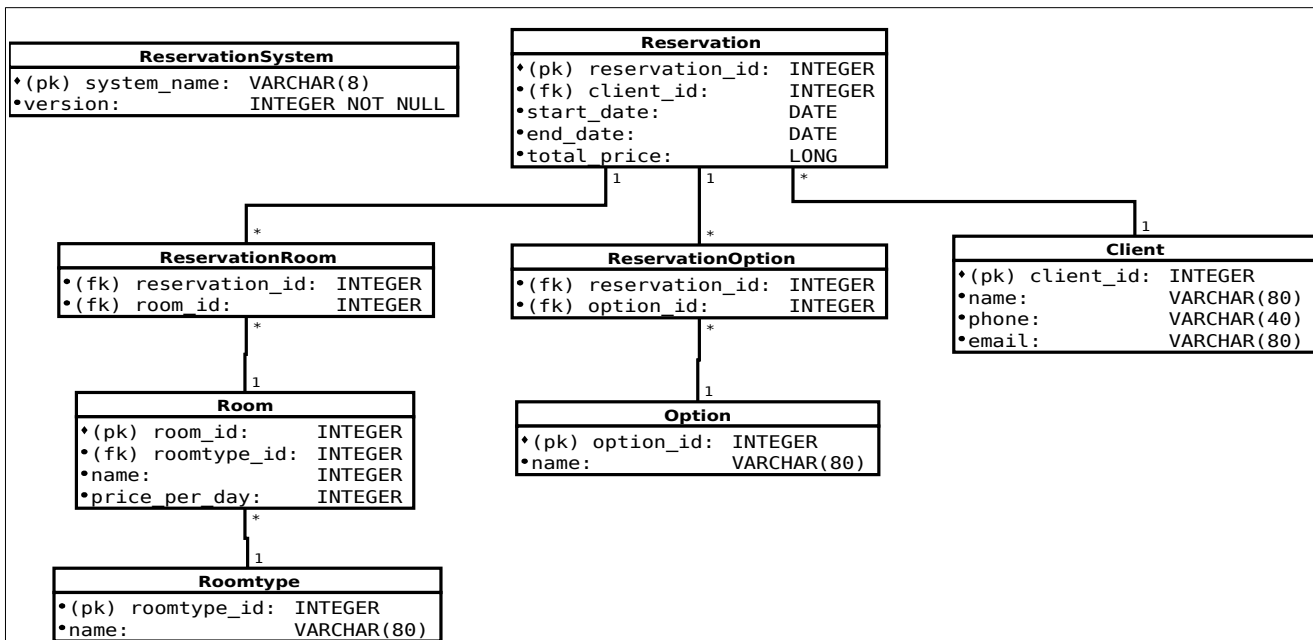 ReservationSystem
(pk) system_name: VARCHAR(8)
version: INTEGER NOT NULL
Reservation
(pk) reservation_id: INTEGER
(fk) client_id: INTEGER
start_date: DATE
end_date: DATE
total_price: LONG
1 1 *
* * 1
ReservationRoom
(fk) reservation_id: INTEGER
(fk) room_id: INTEGER
ReservationOption
(fk) reservation_id: INTEGER
(fk) option_id: INTEGER
Client
(pk) client_id: INTEGER
name: VARCHAR(80)
phone: VARCHAR(40)
email: VARCHAR(80)
* *
1 1
Room
(pk) room_id: INTEGER
(fk) roomtype_id: INTEGER
name: INTEGER
price_per_day: INTEGER
Option
(pk) option_id: INTEGER
name: VARCHAR(80)
*
1
Roomtype
(pk) roomtype_id: INTEGER
name: VARCHAR(80)